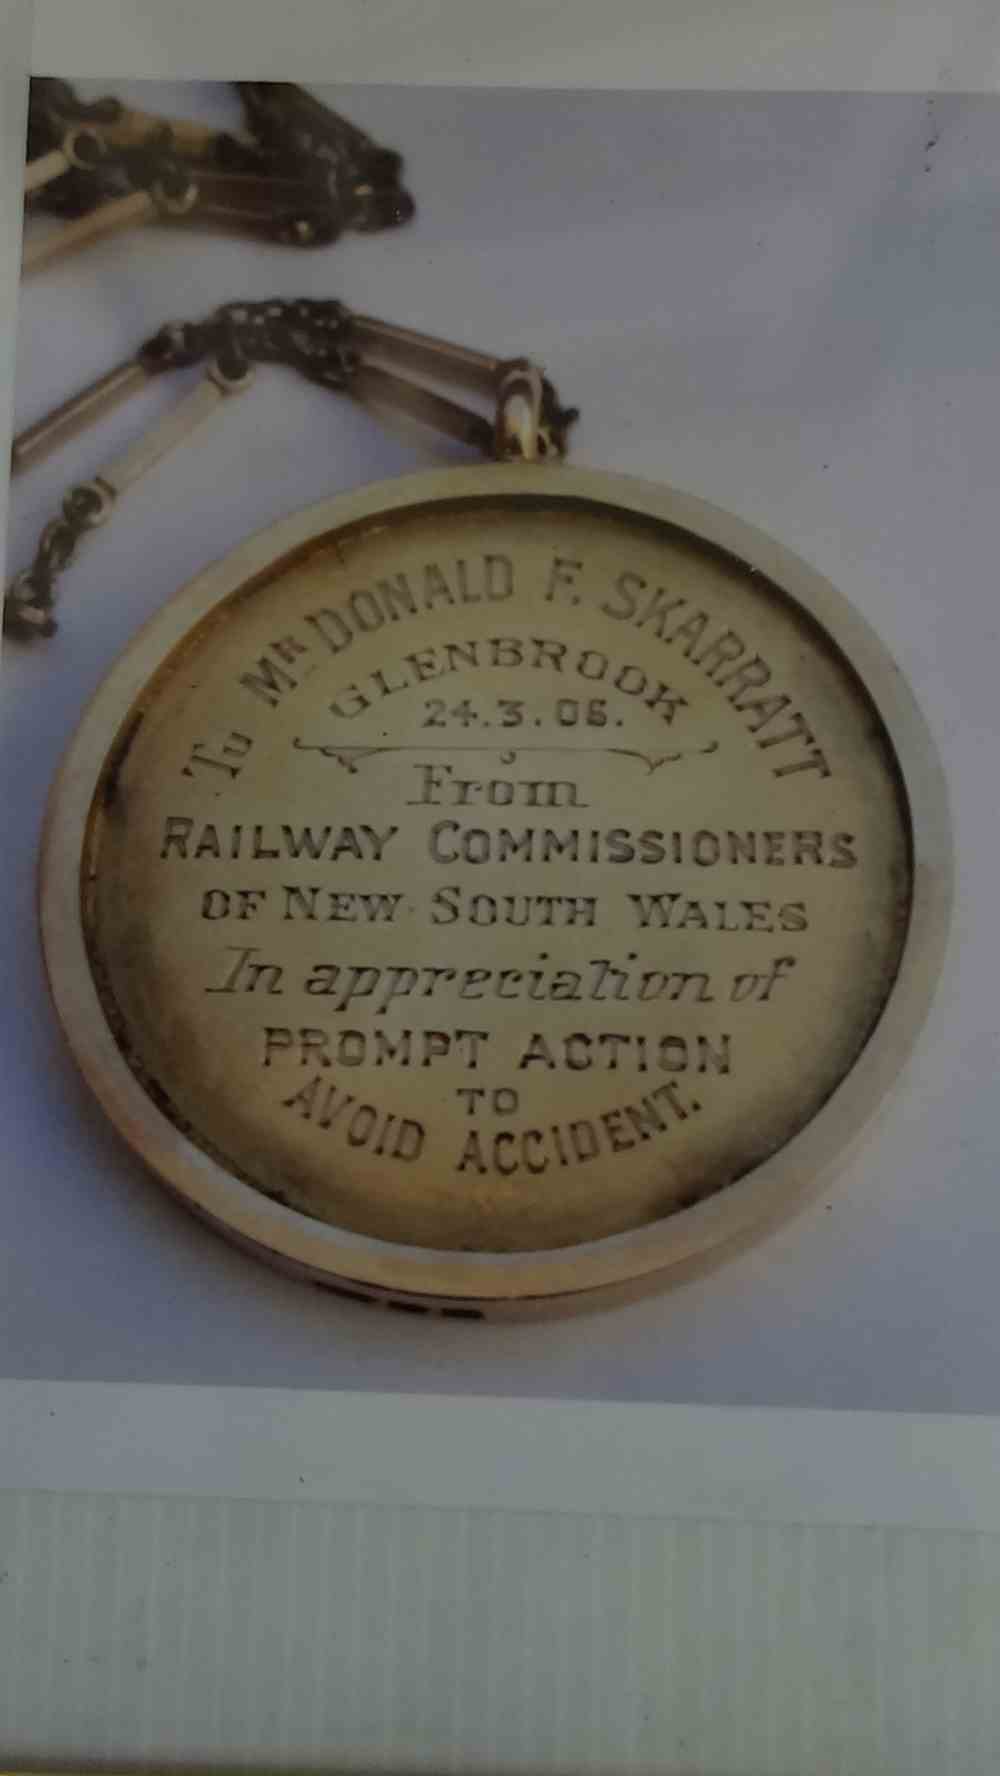 To MR DONALD F. SKARRATT
GLENBROOK
24.3.06.
From
RAILWAY COMMISSIONERS
OF NEW SOUTH WALES
In appreciation of
PROMPT ACTION
TO
AVOID ACCIDENT.